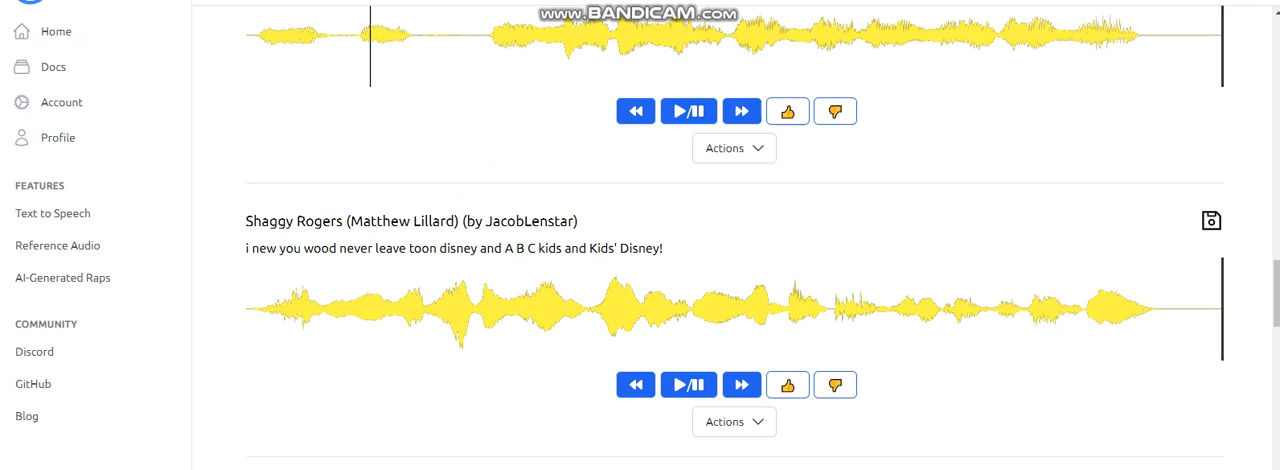 www.BANDICAM.com
Home
Docs
Account
Profile
FEATURES
Text to Speech
Reference Audio
AI-Generated Raps
COMMUNITY
Discord
GitHub
Blog
Actions
Shaggy Rogers (Matthew Lillard) (by JacobLenstar)
i new you wood never leave toon disney and A B C kids and Kids' Disney!
Actions